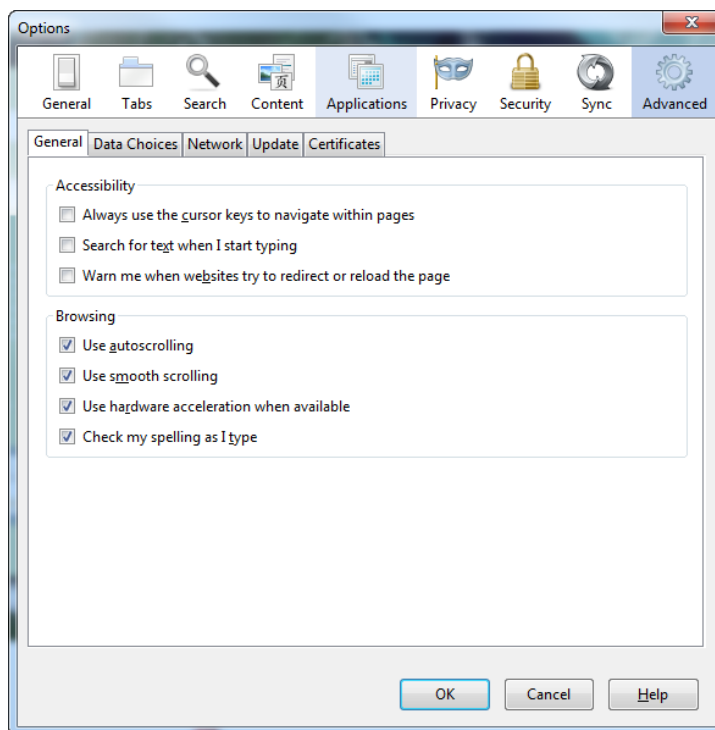 Options
General Tabs Search Content 页 Applications Privacy Security Sync Advanced
General Data Choices Network Update Certificates
Accessibility
Always use the cursor keys to navigate within pages
Search for text when I start typing
Warn me when websites try to redirect or reload the page
Browsing
Use autoscrolling
Use smooth scrolling
Use hardware acceleration when available
Check my spelling as I type
OK Cancel Help